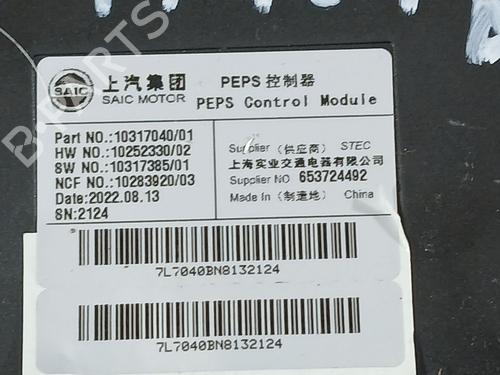 SAIC
上汽集团
SAIC MOTOR
PEPS 控制器
PEPS Control Module
Part NO.:10317040/01
HW NO.:10252330/02
SW NO.:10317385/01
NCF NO.:10283920/03
Date:2022.08.13
SN:2124
Supplier (供应商) STEC
上海实业交通电器有限公司
Supplier NO 653724492
Made In (制造地) China
7L7040BN8132124
7L7040BN8132124
B-PARTS